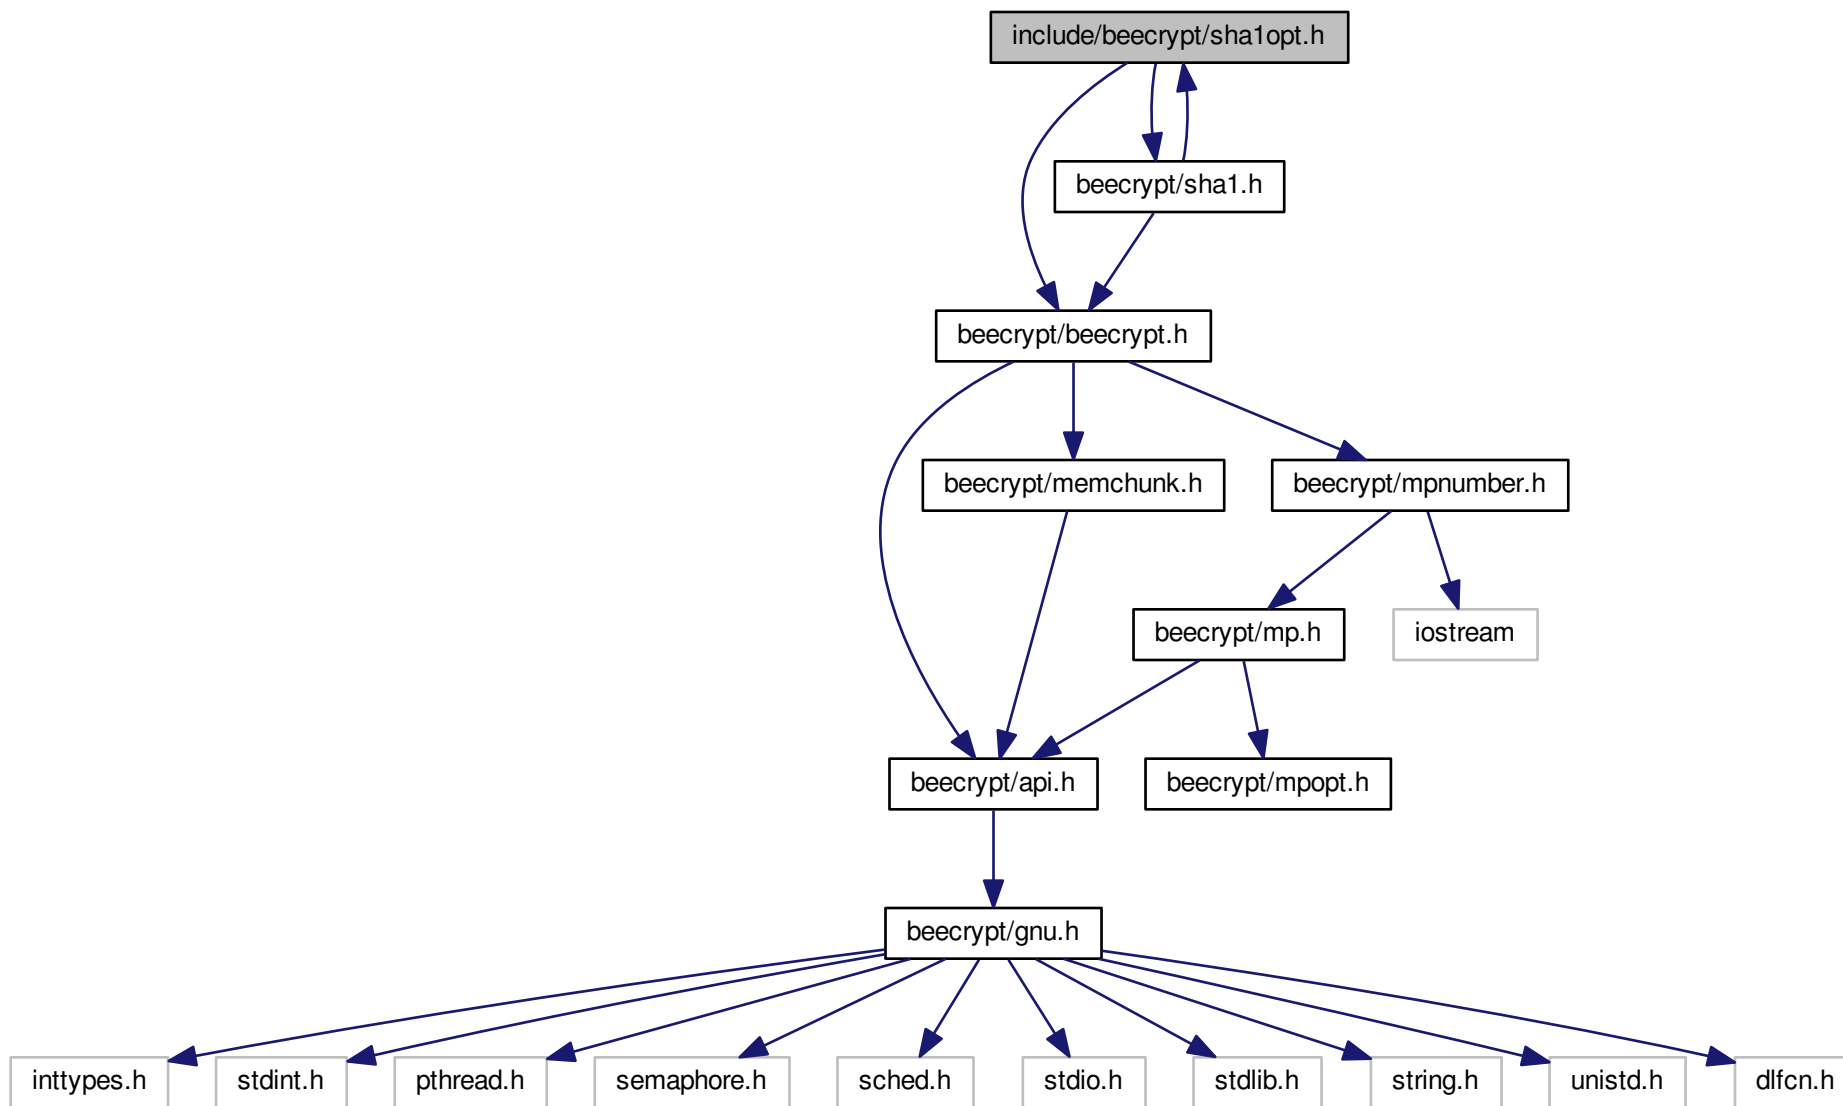 include/beecrypt/sha1opt.h
beecrypt/sha1.h
beecrypt/beecrypt.h
beecrypt/memchunk.h
beecrypt/mpnumber.h
beecrypt/mp.h
iostream
beecrypt/api.h
beecrypt/mpopt.h
beecrypt/gnu.h
inttypes.h
stdint.h
pthread.h
semaphore.h
sched.h
stdio.h
stdlib.h
string.h
unistd.h
dlfcn.h